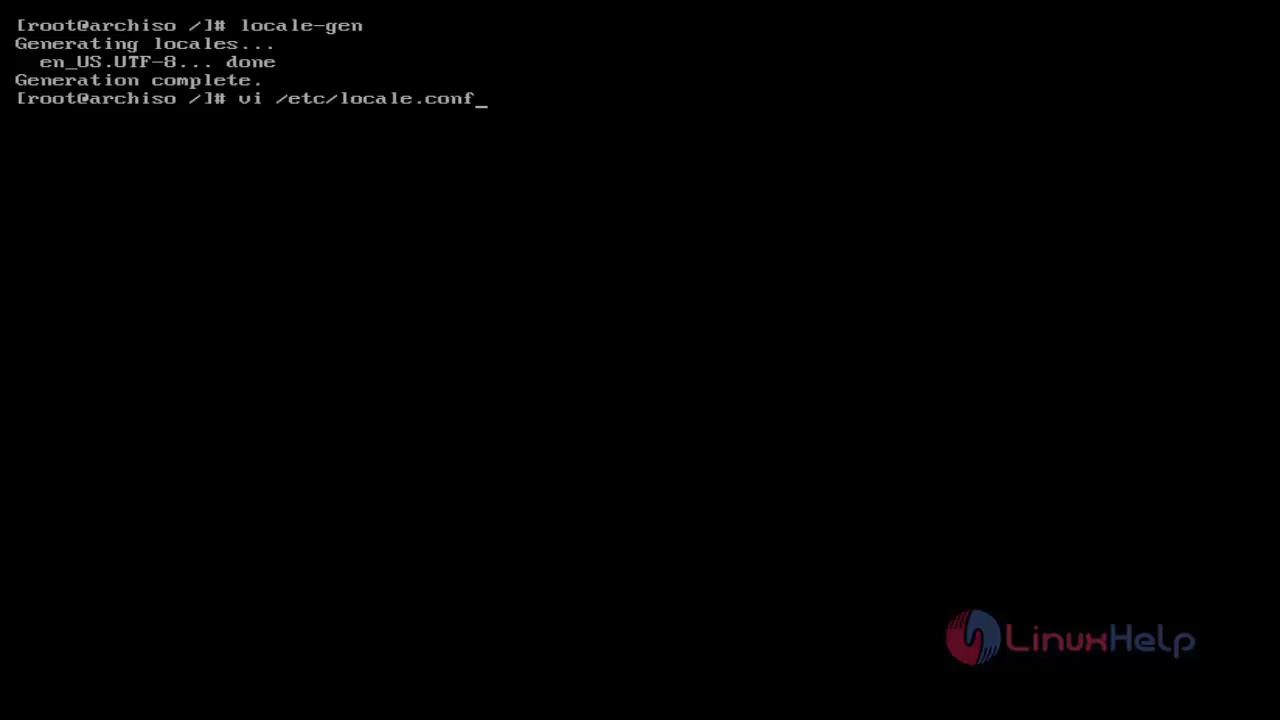 [root@archiso /]# locale-gen
Generating locales...
  en_US.UTF-8... done
Generation complete.
[root@archiso /]# vi /etc/locale.conf_
LinuxHelp